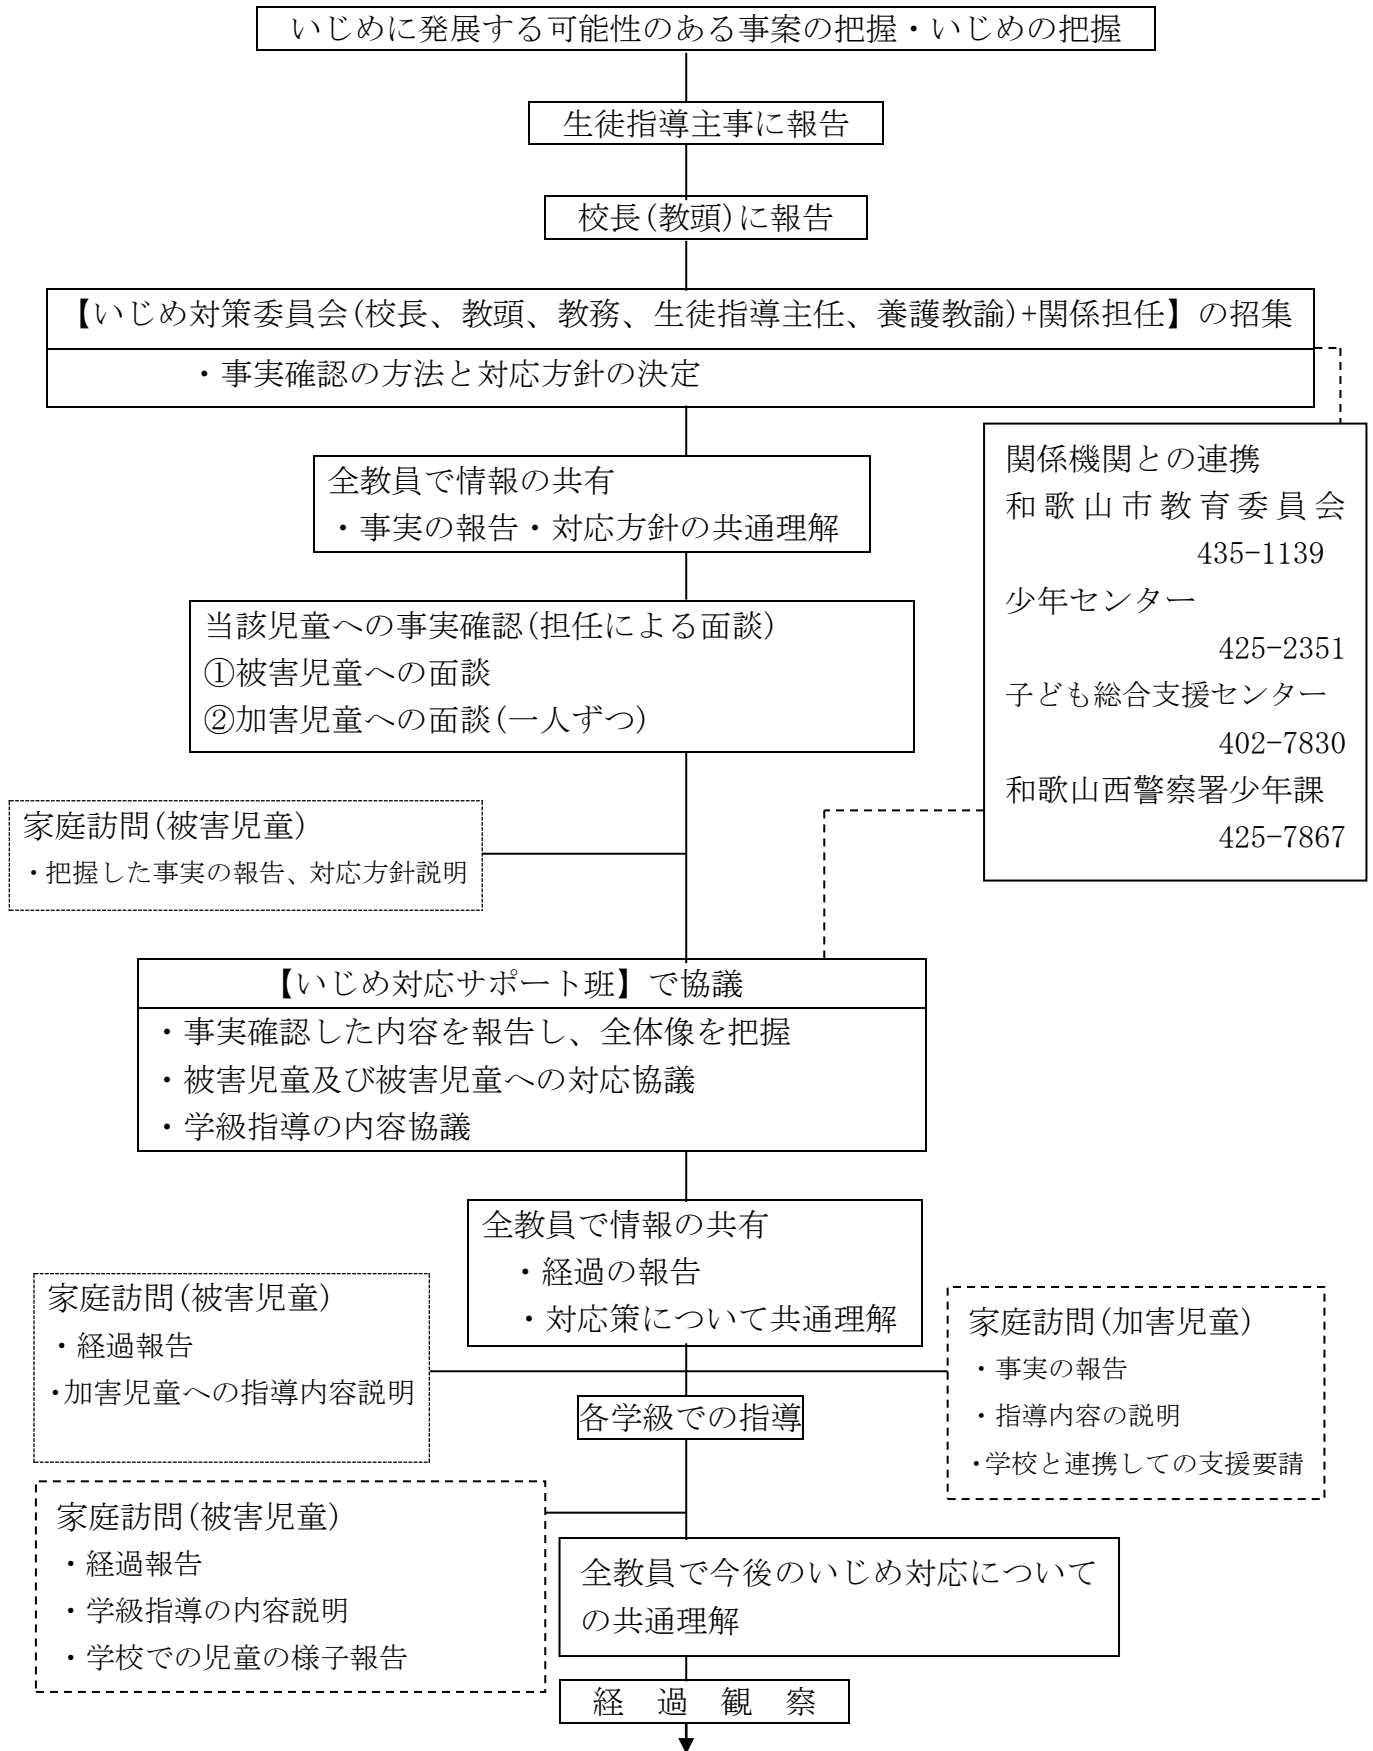 いじめに発展する可能性のある事案の把握・いじめの把握
生徒指導主事に報告
校長(教頭)に報告
【いじめ対策委員会(校長、教頭、教務、生徒指導主任、養護教諭)+関係担任】の招集
・事実確認の方法と対応方針の決定
関係機関との連携
和歌山市教育委員会
435-1139
少年センター
425-2351
子ども総合支援センター
402-7830
和歌山西警察署少年課
425-7867
全教員で情報の共有
・事実の報告・対応方針の共通理解
当該児童への事実確認(担任による面談)
①被害児童への面談
②加害児童への面談(一人ずつ)
家庭訪問(被害児童)
・把握した事実の報告、対応方針説明
【いじめ対応サポート班】で協議
・事実確認した内容を報告し、全体像を把握
・被害児童及び被害児童への対応協議
・学級指導の内容協議
全教員で情報の共有
・経過の報告
・対応策について共通理解
家庭訪問(被害児童)
・経過報告
・加害児童への指導内容説明
家庭訪問(加害児童)
・事実の報告
・指導内容の説明
・学校と連携しての支援要請
各学級での指導
家庭訪問(被害児童)
・経過報告
・学級指導の内容説明
・学校での児童の様子報告
全教員で今後のいじめ対応について
の共通理解
経　過　観　察